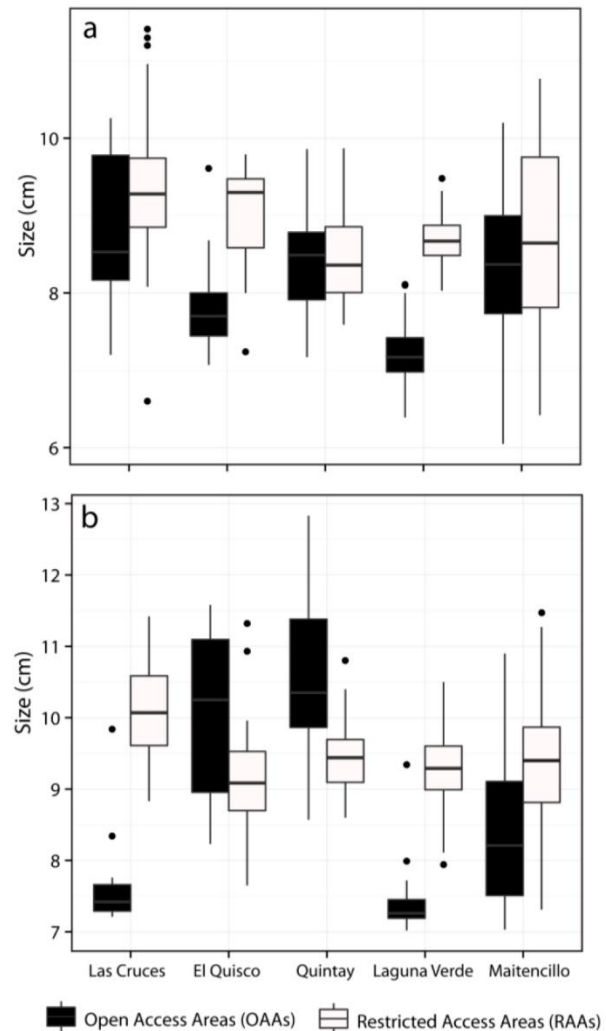 a
10
8
6
Size (cm)
b
13
12
11
10
9
8
7
Size (cm)
Las Cruces El Quisco Quintay Laguna Verde Maitencillo
Open Access Areas (OAAs) Restricted Access Areas (RAAs)